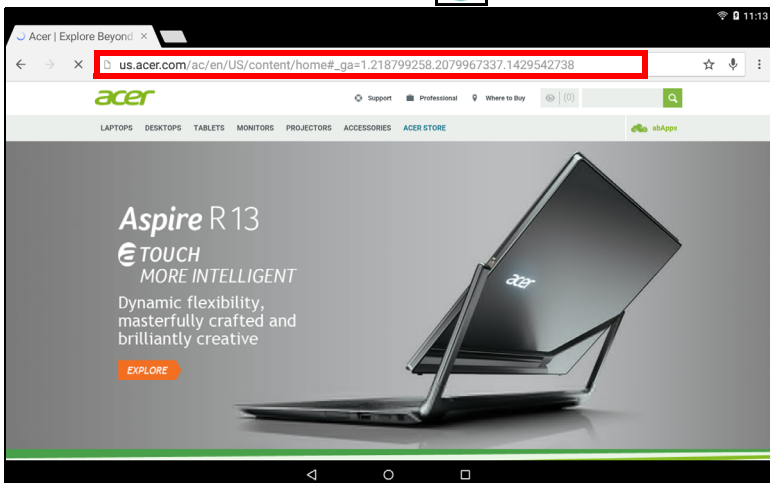 11:13
Acer | Explore Beyond ×
us.acer.com/ac/en/US/content/home#_ga=1.218799258.2079967337.1429542738
acer
Support Professional Where to Buy (0)
LAPTOPS DESKTOPS TABLETS MONITORS PROJECTORS ACCESSORIES ACER STORE abApps
Aspire R 13
TOUCH
MORE INTELLIGENT
Dynamic flexibility,
masterfully crafted and
brilliantly creative
EXPLORE
acer